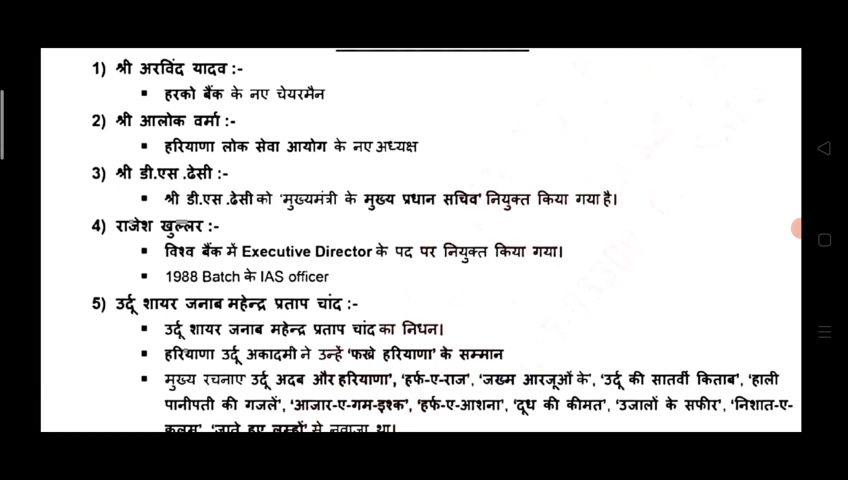 1) श्री अरविंद यादव :-
▪ हरको बैंक के नए चेयरमैन
2) श्री आलोक वर्मा :-
▪ हरियाणा लोक सेवा आयोग के नए अध्यक्ष
3) श्री डी.एस .ढेसी :-
▪ श्री डी.एस .ढेसी को 'मुख्यमंत्री के मुख्य प्रधान सचिव' नियुक्त किया गया है।
4) राजेश खुल्लर :-
▪ विश्व बैंक में Executive Director के पद पर नियुक्त किया गया।
▪ 1988 Batch के IAS officer
5) उर्दू शायर जनाब महेन्द्र प्रताप चांद :-
▪ उर्दू शायर जनाब महेन्द्र प्रताप चांद का निधन।
▪ हरियाणा उर्दू अकादमी ने उन्हें 'फख्रे हरियाणा' के सम्मान
▪ मुख्य रचनाए 'उर्दू अदब और हरियाणा', 'हर्फ-ए-राज', 'जख्म आरजूओं के', 'उर्दू की सातवीं किताब', 'हाली
पानीपती की गजलें', 'आजार-ए-गम-इश्क', 'हर्फ-ए-आशना', 'दूध की कीमत', 'उजालों के सफीर', 'निशात-ए-
कलम', 'जाते हुए लम्हों' से नवाजा था।